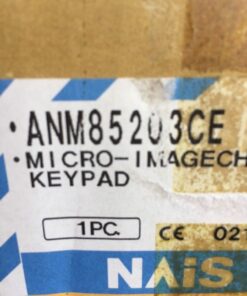 ·ANM85203CE
·MICRO-IMAGECH
KEYPAD
1PC.
CE 02
NAiS